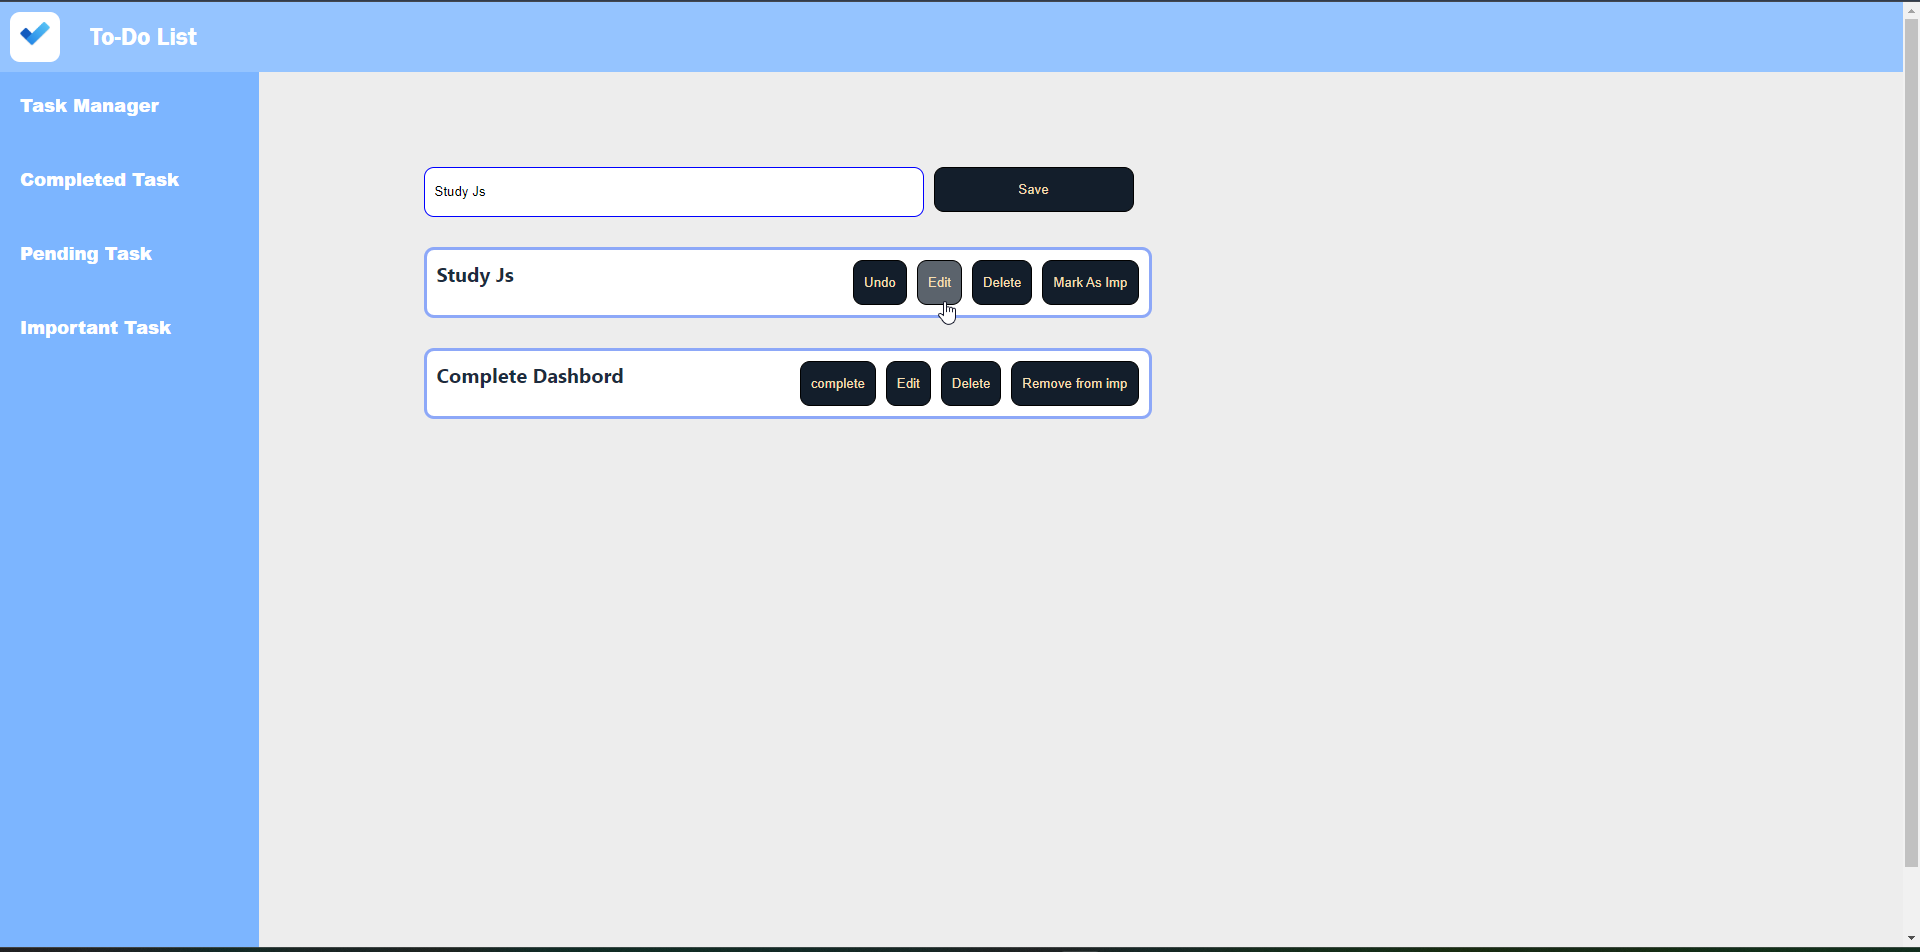 To-Do List
Task Manager
Completed Task
Pending Task
Important Task
Study Js Save
Study Js Undo Edit Delete Mark As Imp
Complete Dashbord complete Edit Delete Remove from imp